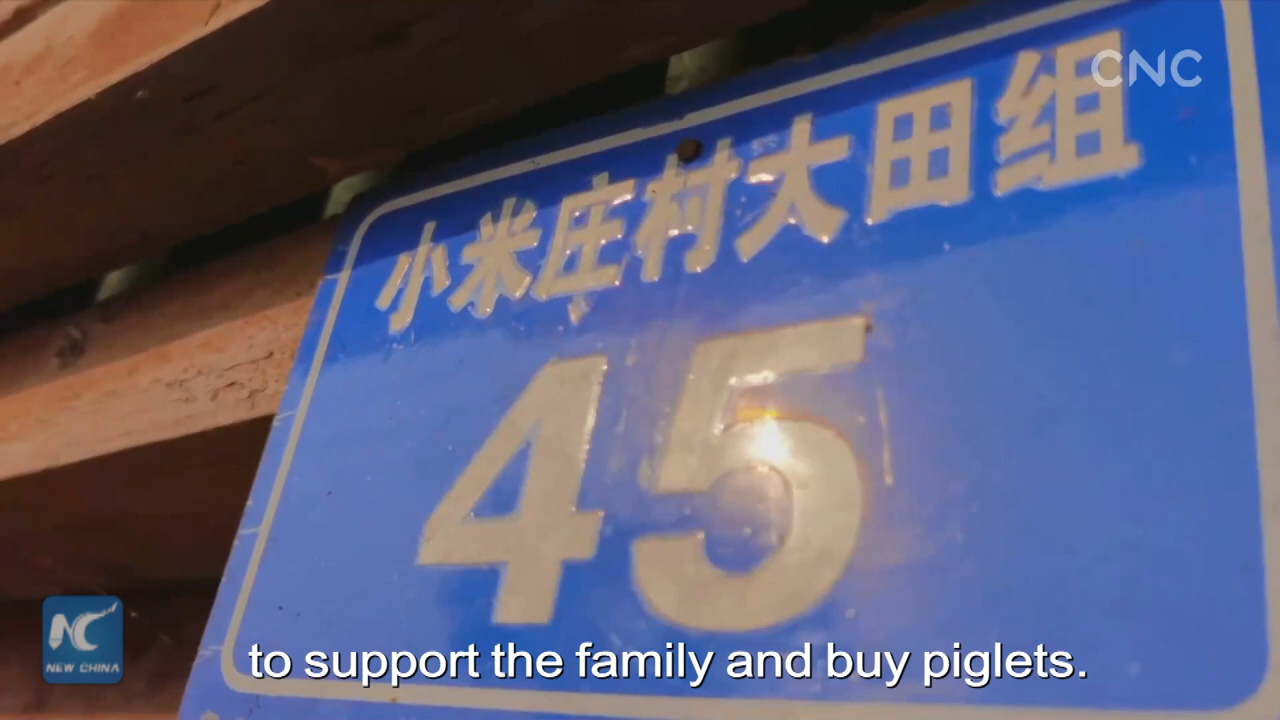 CNC
小米庄村大田组
45
NC
NEW CHINA
to support the family and buy piglets.